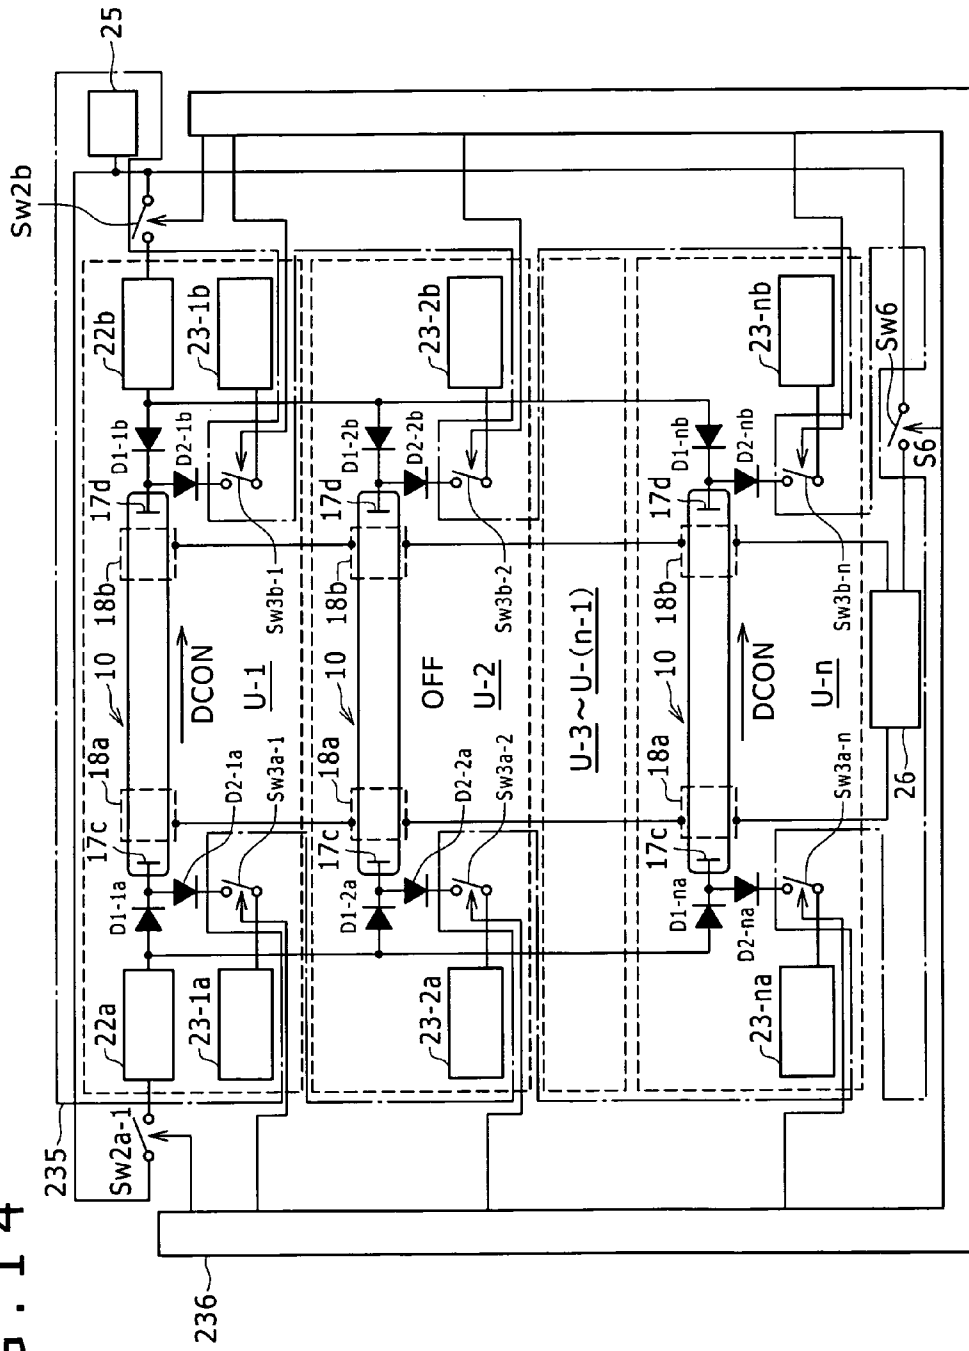 . 14
235
236
25
Sw2b
Sw2a-1
22a
22b
23-1a
23-1b
D1-1a
D1-1b
D2-1a
D2-1b
17c
17d
18a
18b
10
DCON
U-1
Sw3a-1
Sw3b-1
23-2a
23-2b
D1-2a
D1-2b
D2-2a
D2-2b
17c
17d
18a
18b
10
OFF
U-2
Sw3a-2
Sw3b-2
U-3~U-(n-1)
23-na
23-nb
D1-na
D1-nb
D2-na
D2-nb
17c
17d
18a
18b
10
DCON
U-n
Sw3a-n
Sw3b-n
26
Sw6
S6